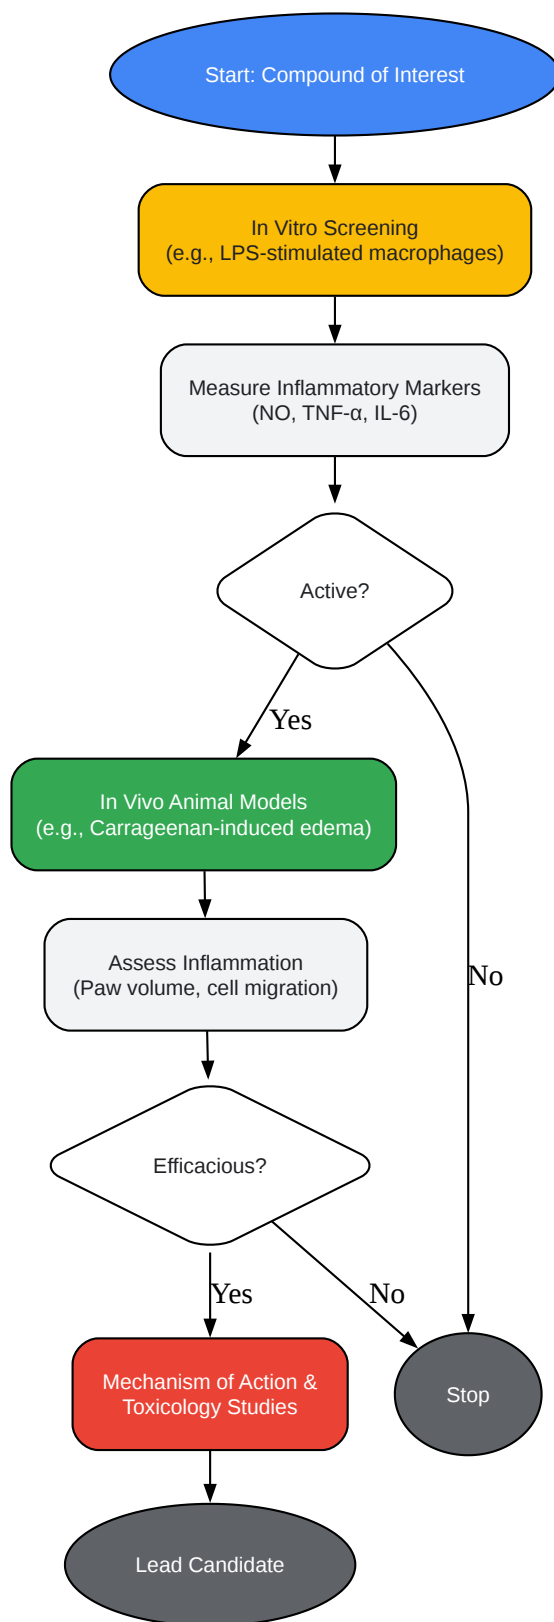 Start: Compound of Interest
In Vitro Screening
(e.g., LPS-stimulated macrophages)
Measure Inflammatory Markers
(NO, TNF-α, IL-6)
Active?
Yes
In Vivo Animal Models
(e.g., Carrageenan-induced edema)
Assess Inflammation
(Paw volume, cell migration)
No
Efficacious?
Yes
No
Mechanism of Action &
Toxicology Studies
Stop
Lead Candidate